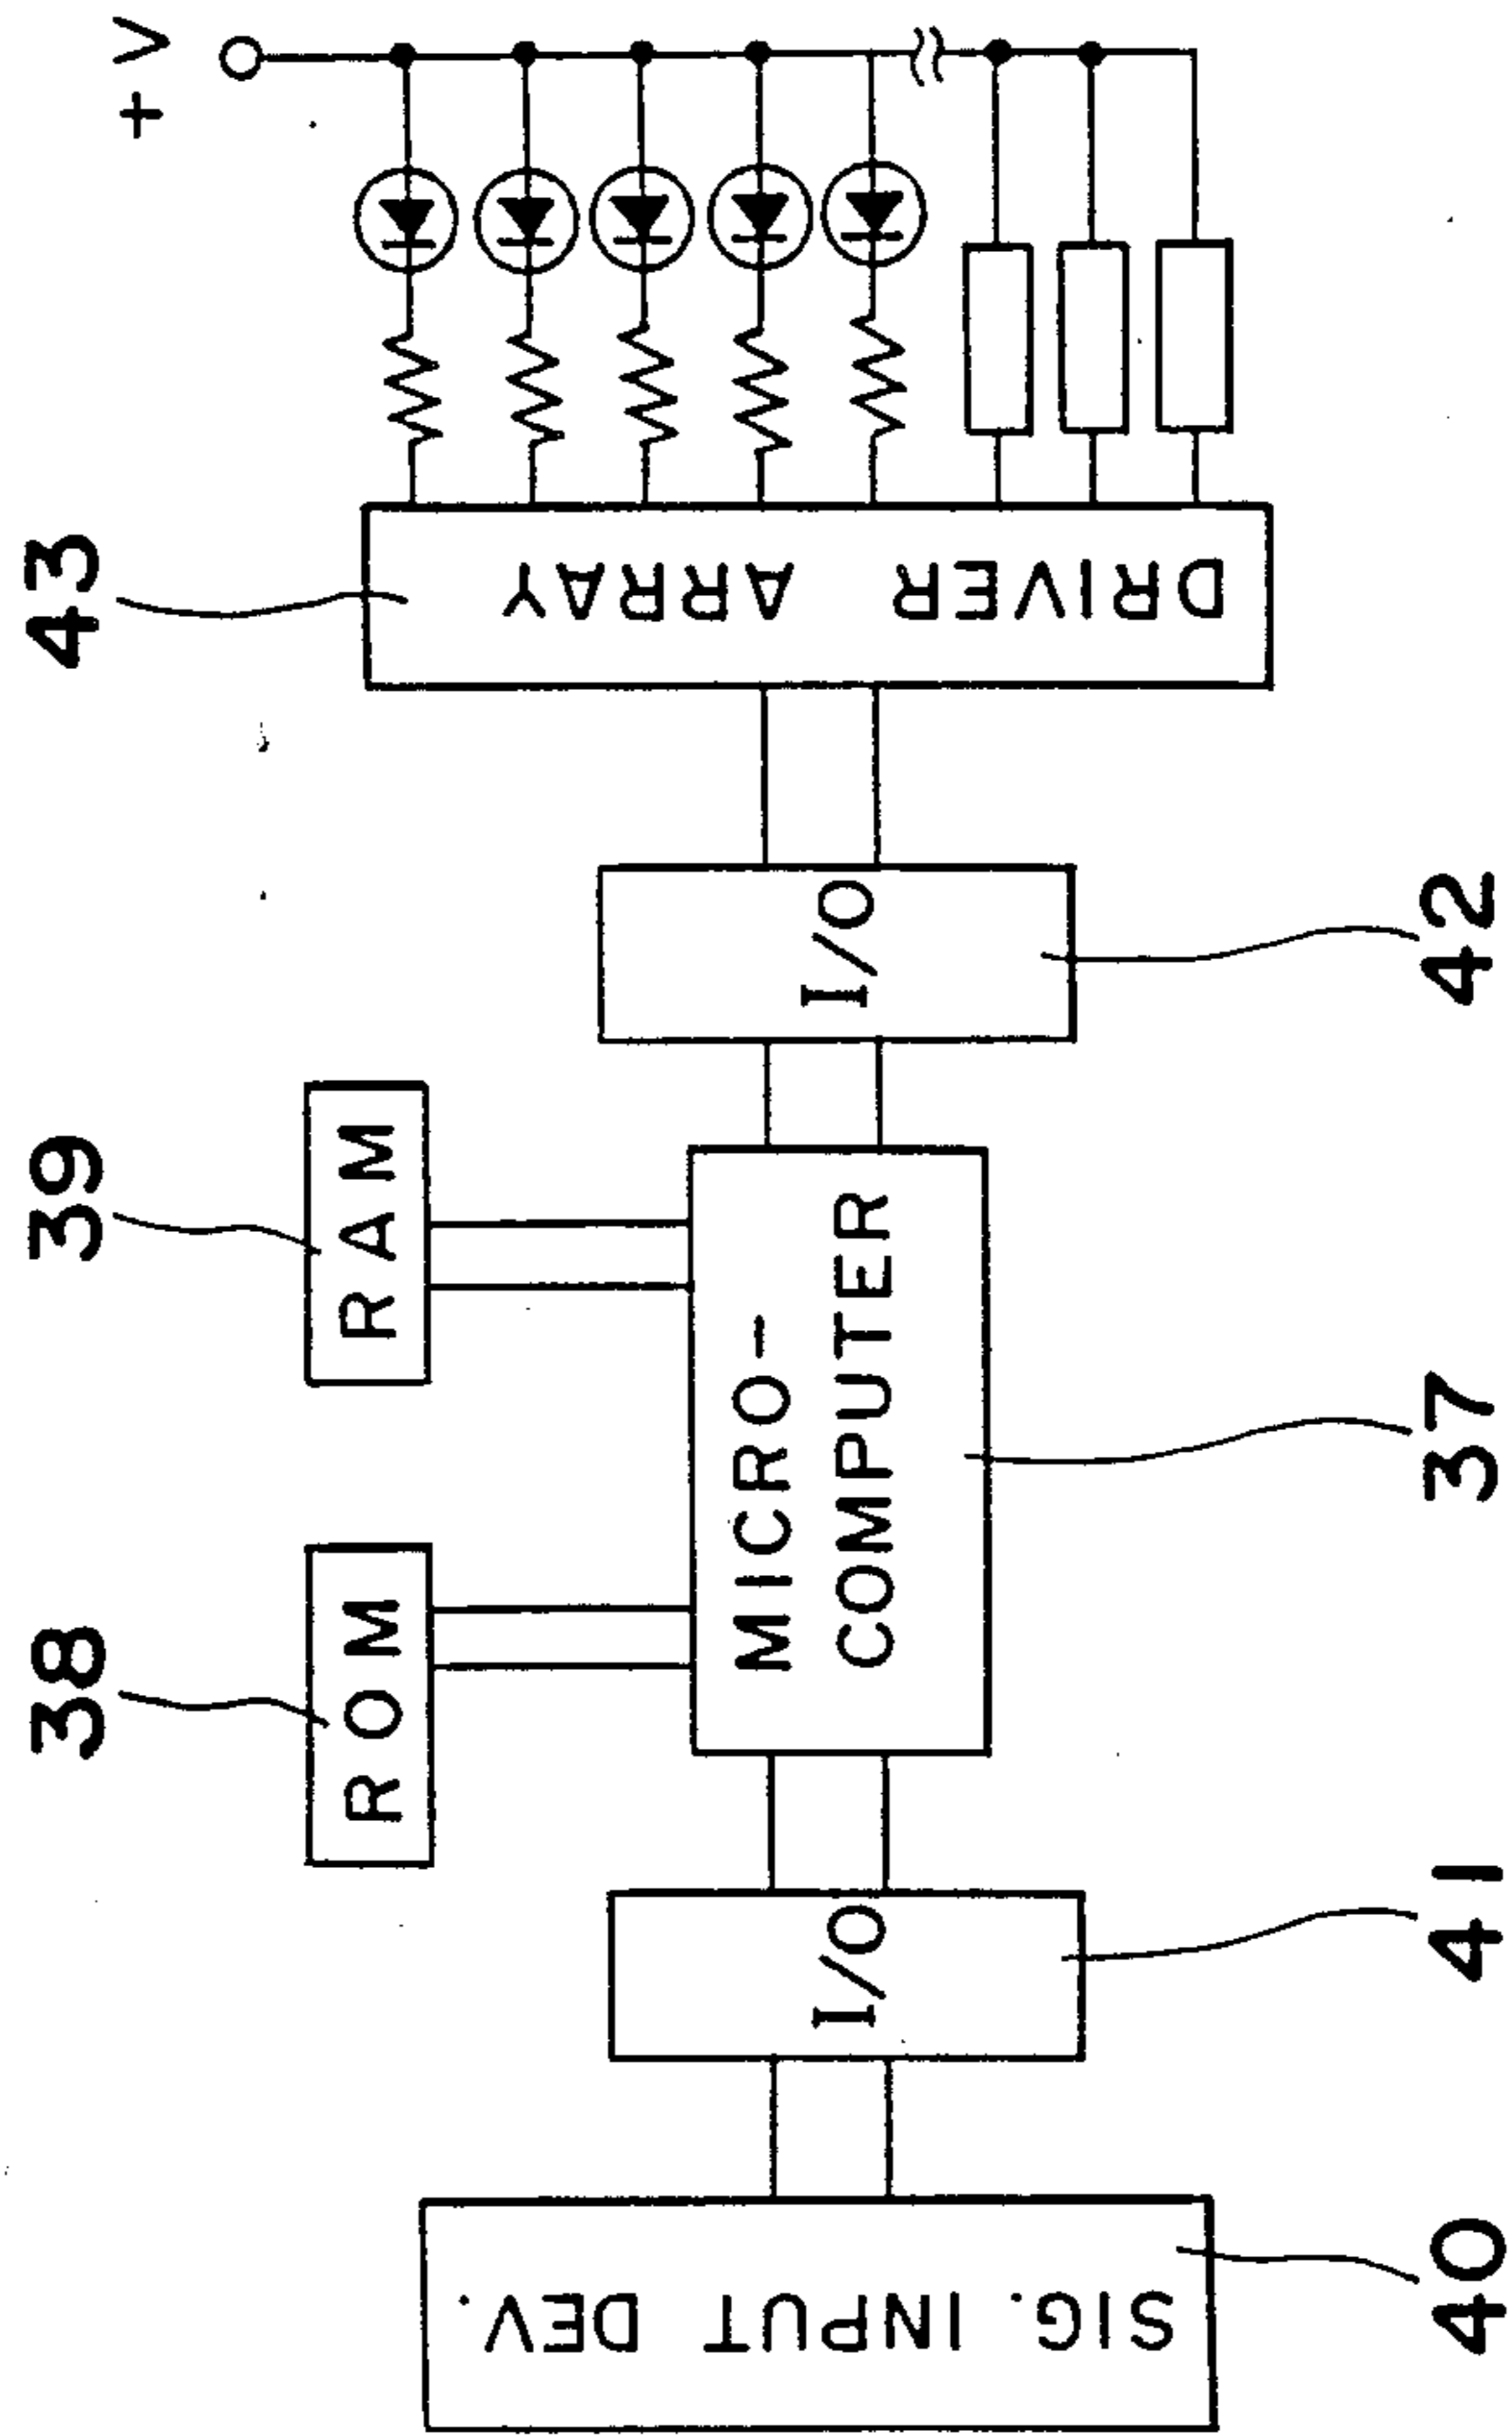 38
39
43
+V
ROM
RAM
SIG. INPUT DEV.
I/O
MICRO-
COMPUTER
I/O
DRIVER ARRAY
40
41
37
42